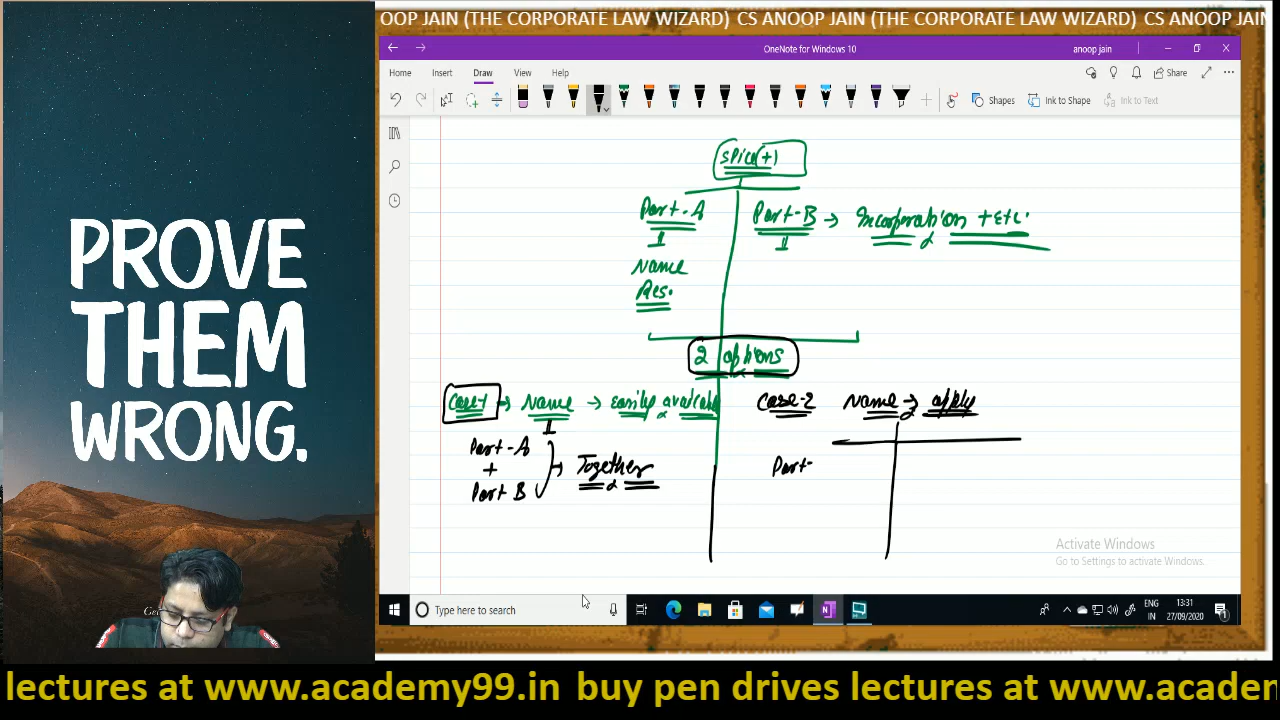 OOP JAIN (THE CORPORATE LAW WIZARD) CS ANOOP JAIN (THE CORPORATE LAW WIZARD) CS ANOOP JAIN
OneNote for Windows 10
anoop jain
Home Insert Draw View Help
Share
Shapes Ink to Shape Ink to Text
PROVE
THEM
WRONG.
SPice(+)
Part-A
Part-B → Incorporation + Etc.
Name
Res.
2 options
Case-1 → Name → easily available
Case-2 Name → apply
Part-A
+
Part B
Together
Part-
Activate Windows
Go to Settings to activate Windows.
Type here to search
ENG
IN
13:31
27/09/2020
lectures at www.academy99.in buy pen drives lectures at www.academ